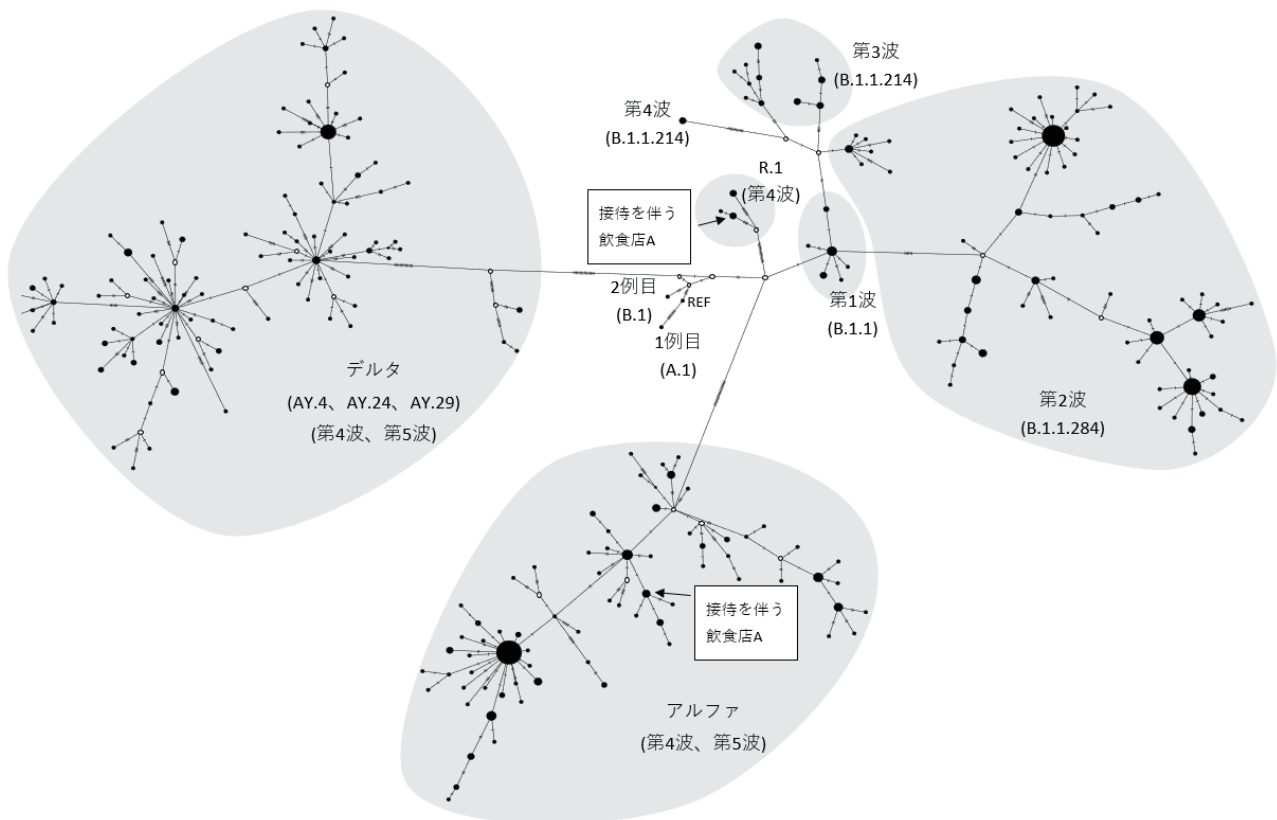 第3波
(B.1.1.214)
第4波
(B.1.1.214)
R.1
(第4波)
接待を伴う
飲食店A
2例目
(B.1)
REF
1例目
(A.1)
第1波
(B.1.1)
デルタ
(AY.4、AY.24、AY.29)
(第4波、第5波)
第2波
(B.1.1.284)
接待を伴う
飲食店A
アルファ
(第4波、第5波)